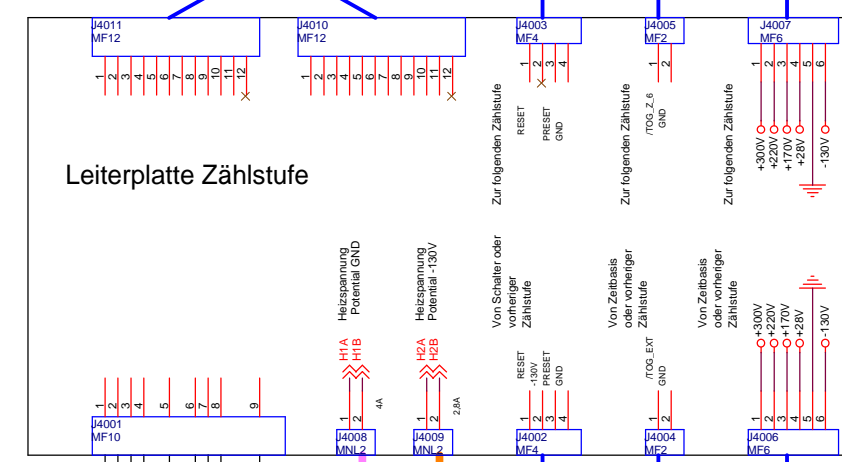 J4011
MF12
1 2 3 4 5 6 7 8 9 10 11 12
J4010
MF12
1 2 3 4 5 6 7 8 9 10 11 12
J4003
MF4
1 2 3 4
RESET
PRESET
GND
Zur folgenden Zählstufe
J4005
MF2
1 2
/TOG_Z_6
GND
Zur folgenden Zählstufe
J4007
MF6
1 2 3 4 5 6
+300V
+220V
+170V
+28V
-130V
Zur folgenden Zählstufe
Leiterplatte Zählstufe
Heizspannung
Potential GND
H1A
H1B
4A
1 2
J4008
MNL2
Heizspannung
Potential -130V
H2A
H2B
2.8A
1 2
J4009
MNL2
Von Schalter oder
vorheriger
Zählstufe
RESET
-130V
PRESET
GND
1 2 3 4
J4002
MF4
Von Zeitbasis
oder vorheriger
Zählstufe
/TOG_EXT
GND
1 2
J4004
MF2
Von Zeitbasis
oder vorheriger
Zählstufe
+300V
+220V
+170V
+28V
-130V
1 2 3 4 5 6
J4006
MF6
1 2 3 4 5 6 7 8 9
J4001
MF10